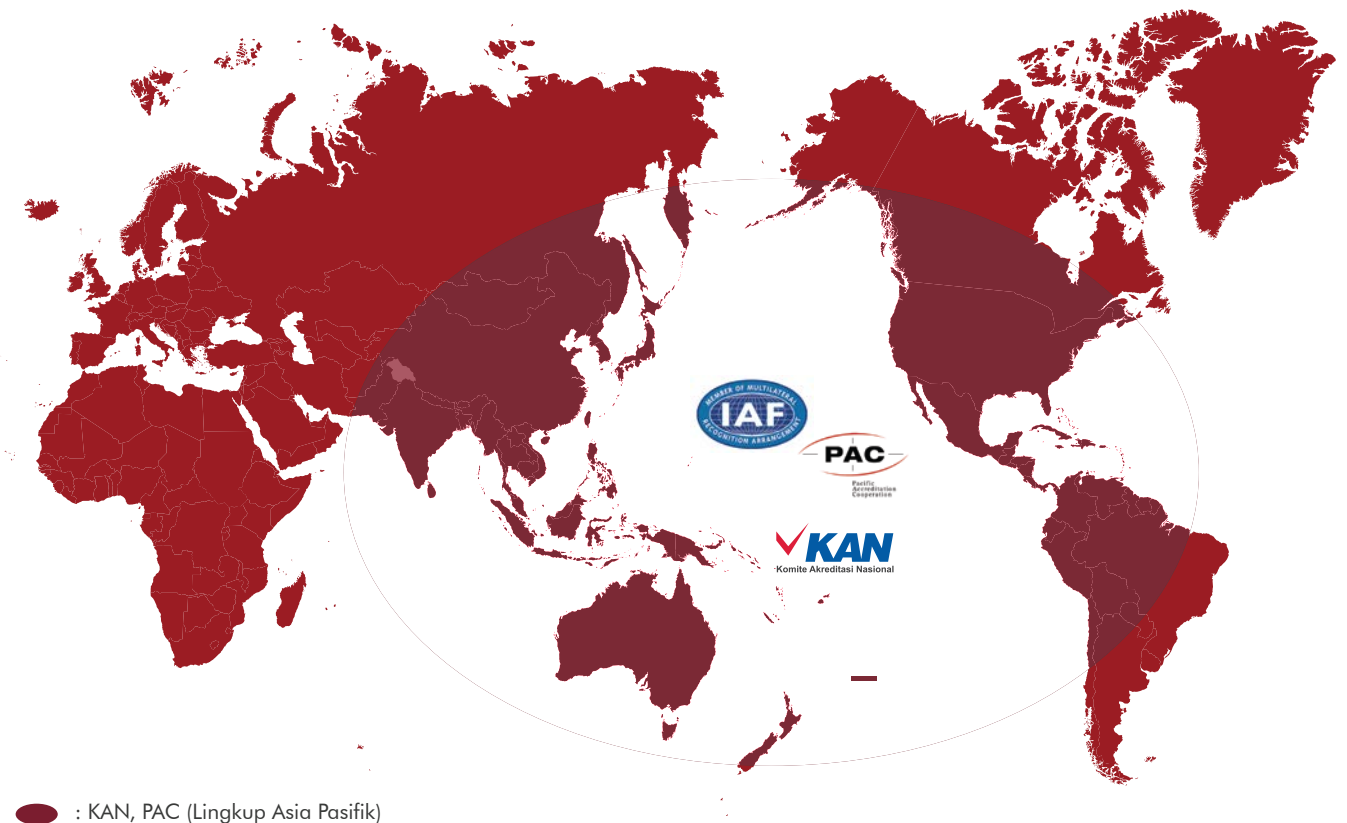 MEMBER OF MULTILATERAL
IAF
RECOGNITION ARRANGEMENT
PAC
Pacific
Accreditation
Cooperation
KAN
Komite Akreditasi Nasional
: KAN, PAC (Lingkup Asia Pasifik)